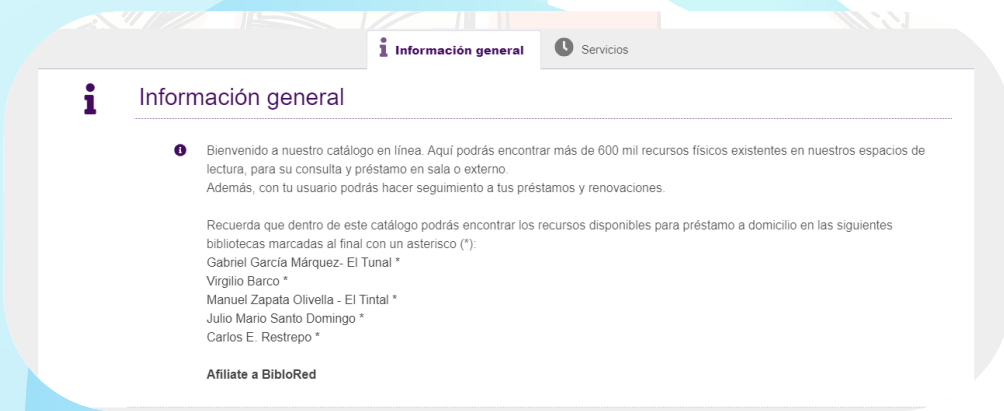 Información general
Servicios
Información general
Bienvenido a nuestro catálogo en línea. Aquí podrás encontrar más de 600 mil recursos físicos existentes en nuestros espacios de
lectura, para su consulta y préstamo en sala o externo.
Además, con tu usuario podrás hacer seguimiento a tus préstamos y renovaciones.
Recuerda que dentro de este catálogo podrás encontrar los recursos disponibles para préstamo a domicilio en las siguientes
bibliotecas marcadas al final con un asterisco (*):
Gabriel García Márquez- El Tunal *
Virgilio Barco *
Manuel Zapata Olivella - El Tintal *
Julio Mario Santo Domingo *
Carlos E. Restrepo *
Afiliate a BibloRed